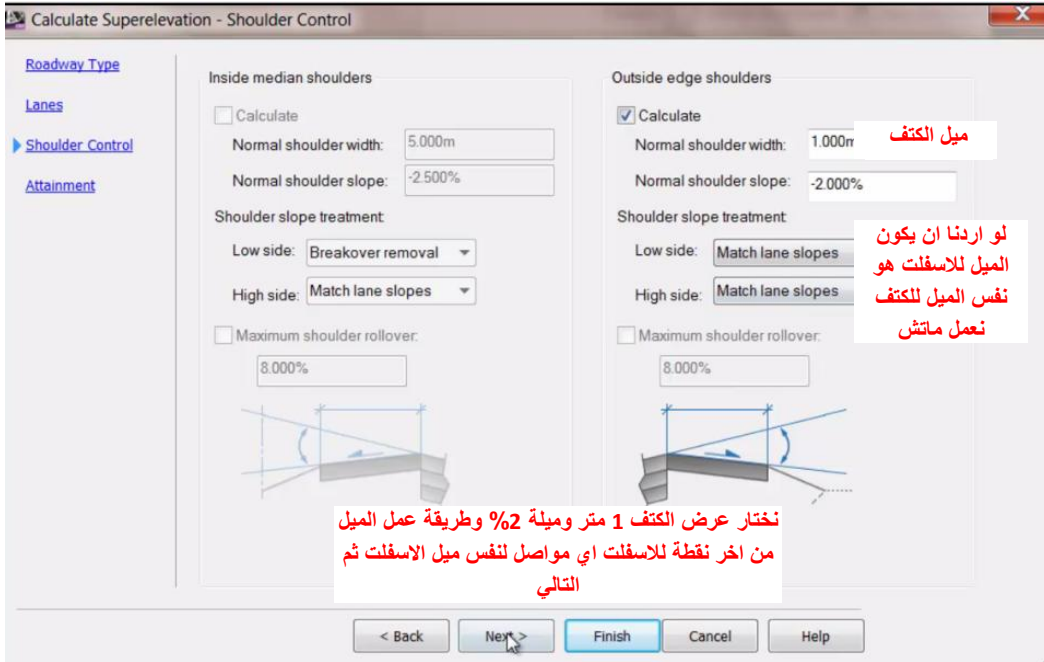 Calculate Superelevation - Shoulder Control
X
Roadway Type
Lanes
Shoulder Control
Attainment
Inside median shoulders
Calculate
Normal shoulder width: 5.000m
Normal shoulder slope: -2.500%
Shoulder slope treatment:
Low side: Breakover removal
High side: Match lane slopes
Maximum shoulder rollover:
8.000%
Outside edge shoulders
Calculate
Normal shoulder width: 1.000m
ميل الكتف
Normal shoulder slope: -2.000%
Shoulder slope treatment:
Low side: Match lane slopes
High side: Match lane slopes
لو اردنا ان يكون
الميل للاسفلت هو
نفس الميل للكتف
نعمل ماتش
Maximum shoulder rollover:
8.000%
نختار عرض الكتف 1 متر وميلة 2% وطريقة عمل الميل
من اخر نقطة للاسفلت اي مواصل لنفس ميل الاسفلت ثم
التالي
< Back
Next >
Finish
Cancel
Help